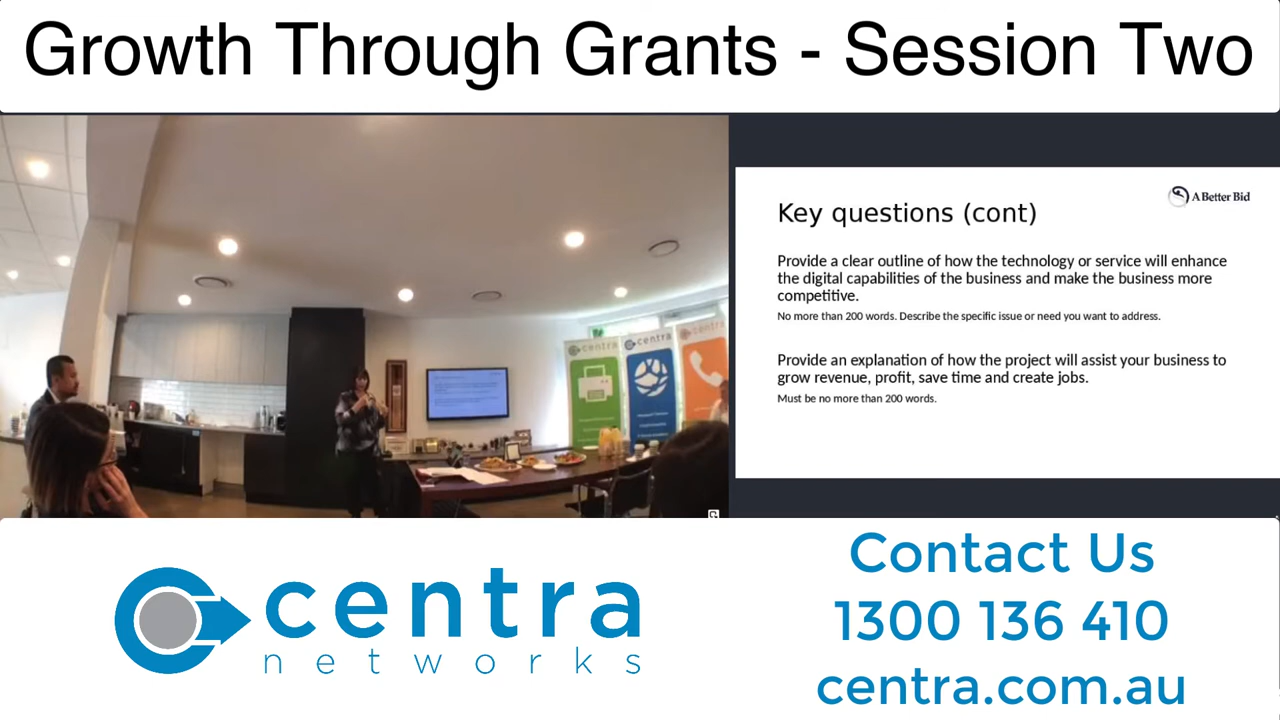 Growth Through Grants - Session Two
A Better Bid
Key questions (cont)
Provide a clear outline of how the technology or service will enhance
the digital capabilities of the business and make the business more
competitive.
No more than 200 words. Describe the specific issue or need you want to address.
Provide an explanation of how the project will assist your business to
grow revenue, profit, save time and create jobs.
Must be no more than 200 words.
centra
centra
centra
centra
networks
Contact Us
1300 136 410
centra.com.au